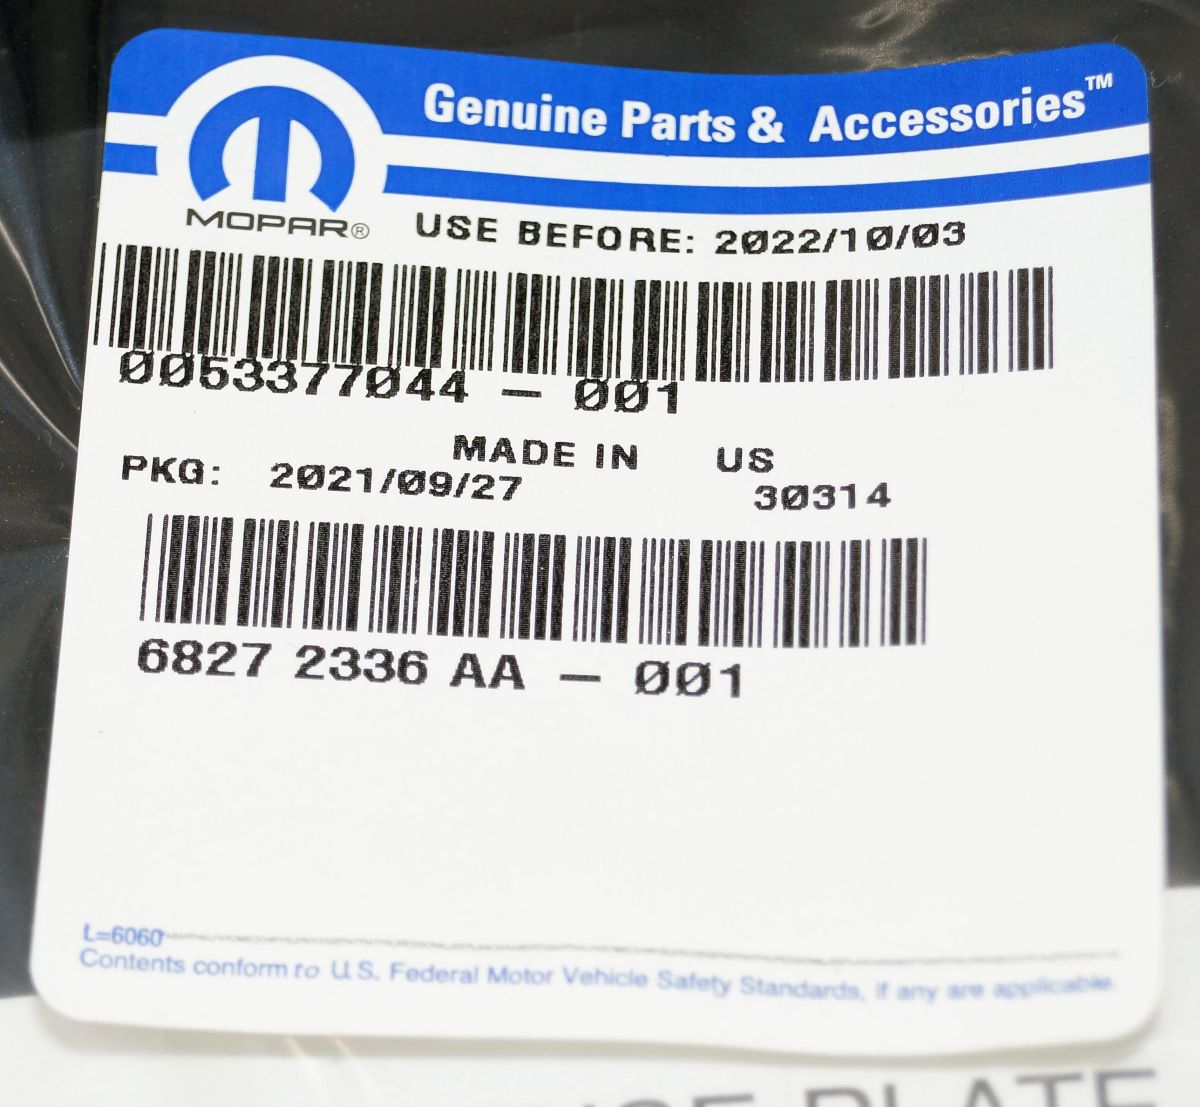 Genuine Parts & Accessories™
MOPAR®
USE BEFORE: 2022/10/03
0053377044 – 001
MADE IN US
PKG: 2021/09/27
30314
6827 2336 AA – 001
L=6060
Contents conform to U.S. Federal Motor Vehicle Safety Standards, if any are applicable.
PLATE